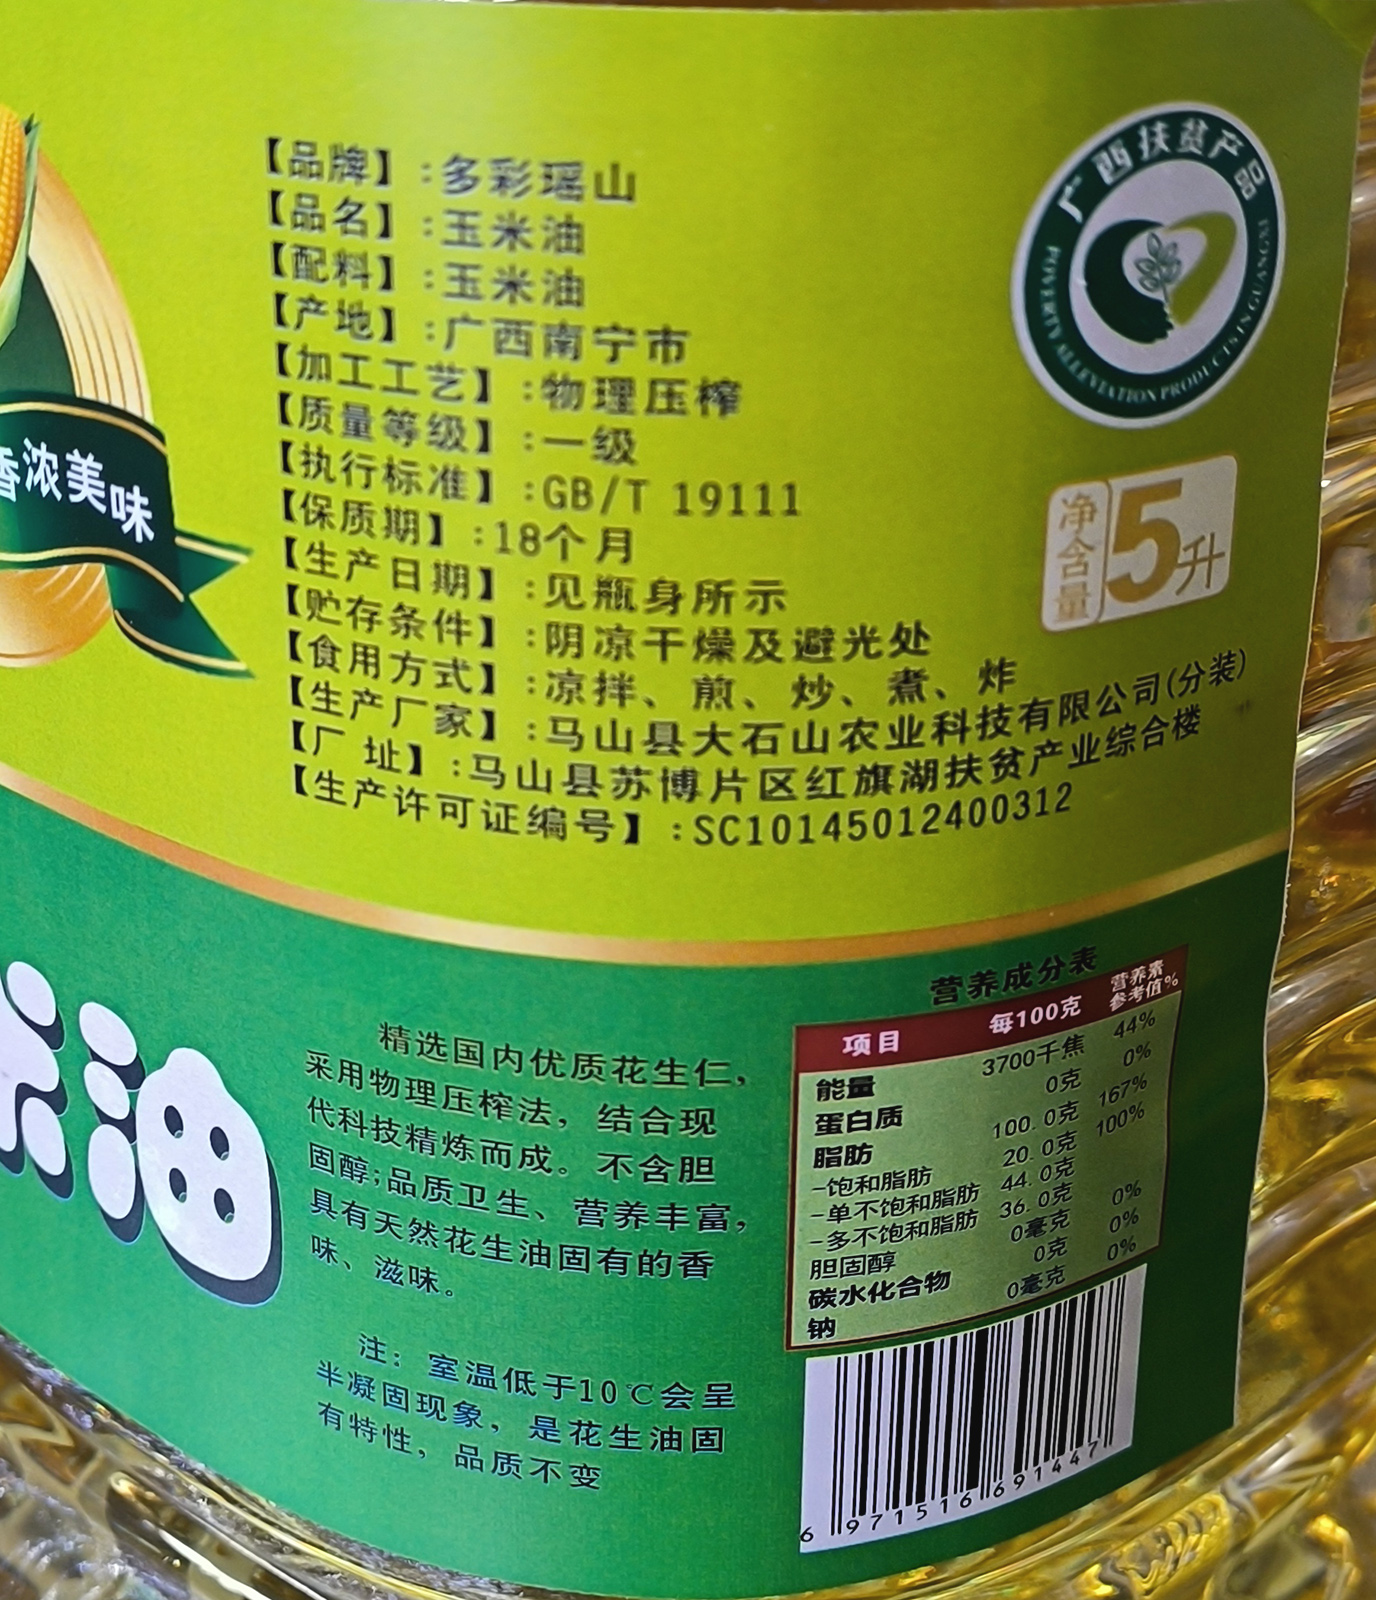 【品牌】:多彩瑶山
【品名】:玉米油
【配料】:玉米油
【产地】:广西南宁市
【加工工艺】:物理压榨
【质量等级】:一级
【执行标准】:GB/T 19111
【保质期】:18个月
【生产日期】:见瓶身所示
【贮存条件】:阴凉干燥及避光处
【食用方式】:凉拌、煎、炒、煮、炸
【生产厂家】:马山县大石山农业科技有限公司(分装)
【厂 址】:马山县苏博片区红旗湖扶贫产业综合楼
【生产许可证编号】:SC10145012400312
广西扶贫产品
POVERTY ALLEVIATION PRODUCTS IN GUANGXI
净含量 5升
香浓美味
米油
精选国内优质花生仁,
采用物理压榨法,结合现
代科技精炼而成。不含胆
固醇;品质卫生、营养丰富,
具有天然花生油固有的香
味、滋味。
注: 室温低于10℃会呈
半凝固现象,是花生油固
有特性,品质不变
营养成分表
项目 每100克 营养素参考值%
能量 3700千焦 44%
蛋白质 0克 0%
脂肪 100.0克 167%
-饱和脂肪 20.0克 100%
-单不饱和脂肪 44.0克
-多不饱和脂肪 36.0克
胆固醇 0毫克 0%
碳水化合物 0克 0%
钠 0毫克 0%
6 971516 691447